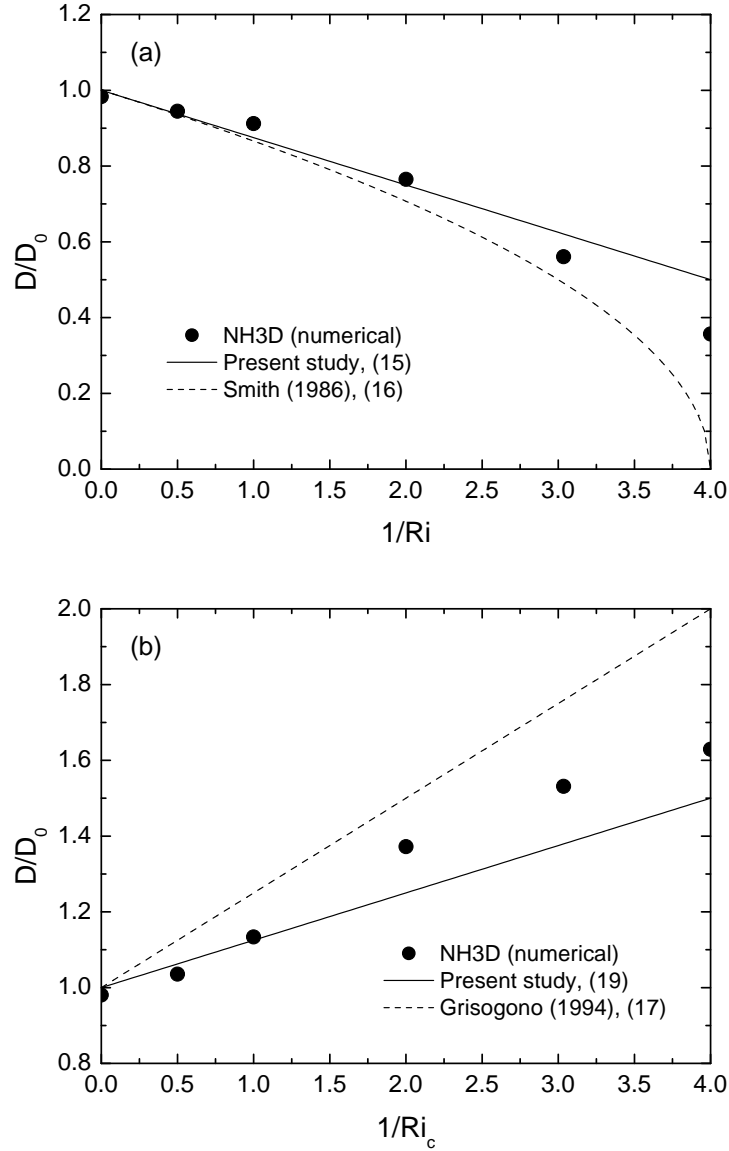 1.2
(a)
1.0
0.8
D/D0
0.6
NH3D (numerical)
0.4
Present study, (15)
Smith (1986), (16)
0.2
0.0
0.0 0.5 1.0 1.5 2.0 2.5 3.0 3.5 4.0
1/Ri
2.0
(b)
1.8
1.6
D/D0
1.4
1.2
NH3D (numerical)
1.0
Present study, (19)
Grisogono (1994), (17)
0.8
0.0 0.5 1.0 1.5 2.0 2.5 3.0 3.5 4.0
1/Ric